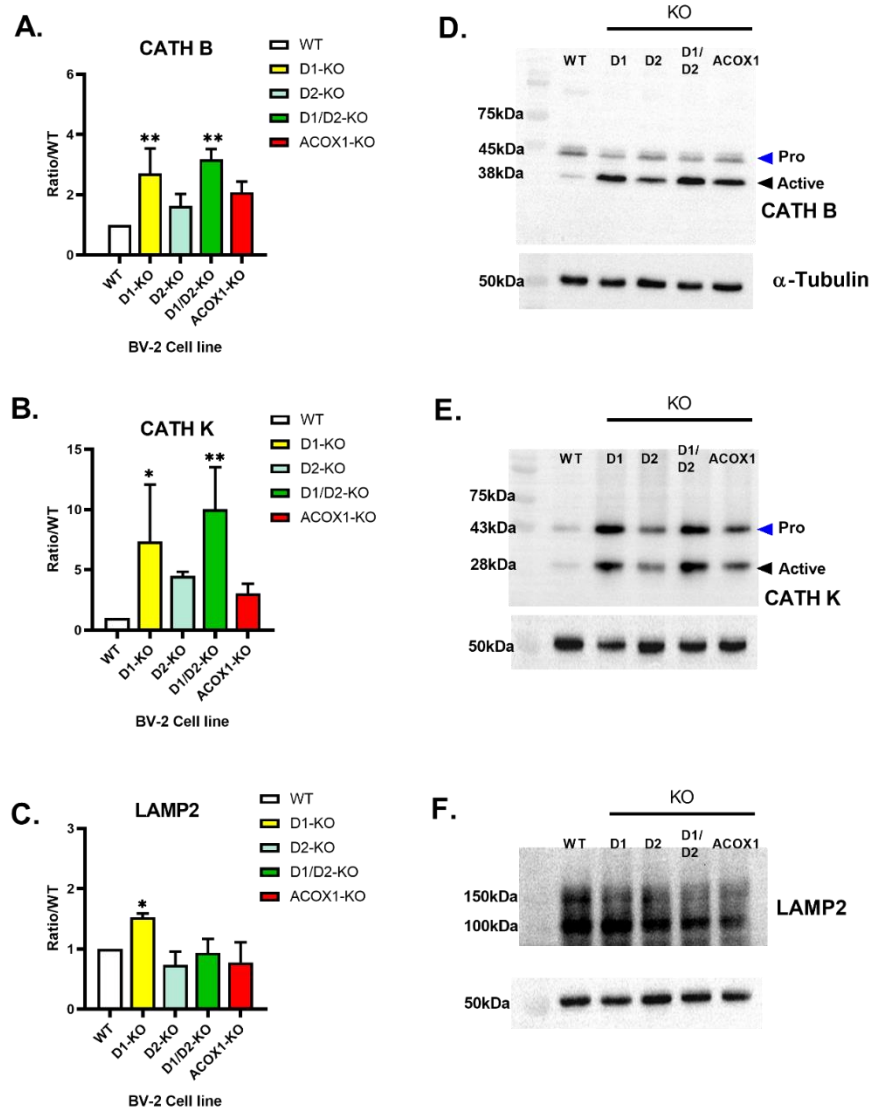 A.
CATH B
Ratio/WT
6
4
2
0
** **
WT
D1-KO
D2-KO
D1/D2-KO
ACOX1-KO
BV-2 Cell line
WT
D1-KO
D2-KO
D1/D2-KO
ACOX1-KO
D.
KO
WT D1 D2 D1/ ACOX1
D2
75kDa
45kDa
38kDa
Pro
Active
CATH B
50kDa
α-Tubulin
B.
CATH K
Ratio/WT
15
10
5
0
* **
WT
D1-KO
D2-KO
D1/D2-KO
ACOX1-KO
BV-2 Cell line
WT
D1-KO
D2-KO
D1/D2-KO
ACOX1-KO
E.
KO
WT D1 D2 D1/ ACOX1
D2
75kDa
43kDa
28kDa
Pro
Active
CATH K
50kDa
C.
LAMP2
Ratio/WT
3
2
1
0
*
WT
D1-KO
D2-KO
D1/D2-KO
ACOX1-KO
BV-2 Cell line
WT
D1-KO
D2-KO
D1/D2-KO
ACOX1-KO
F.
KO
WT D1 D2 D1/ ACOX1
D2
150kDa
100kDa
LAMP2
50kDa